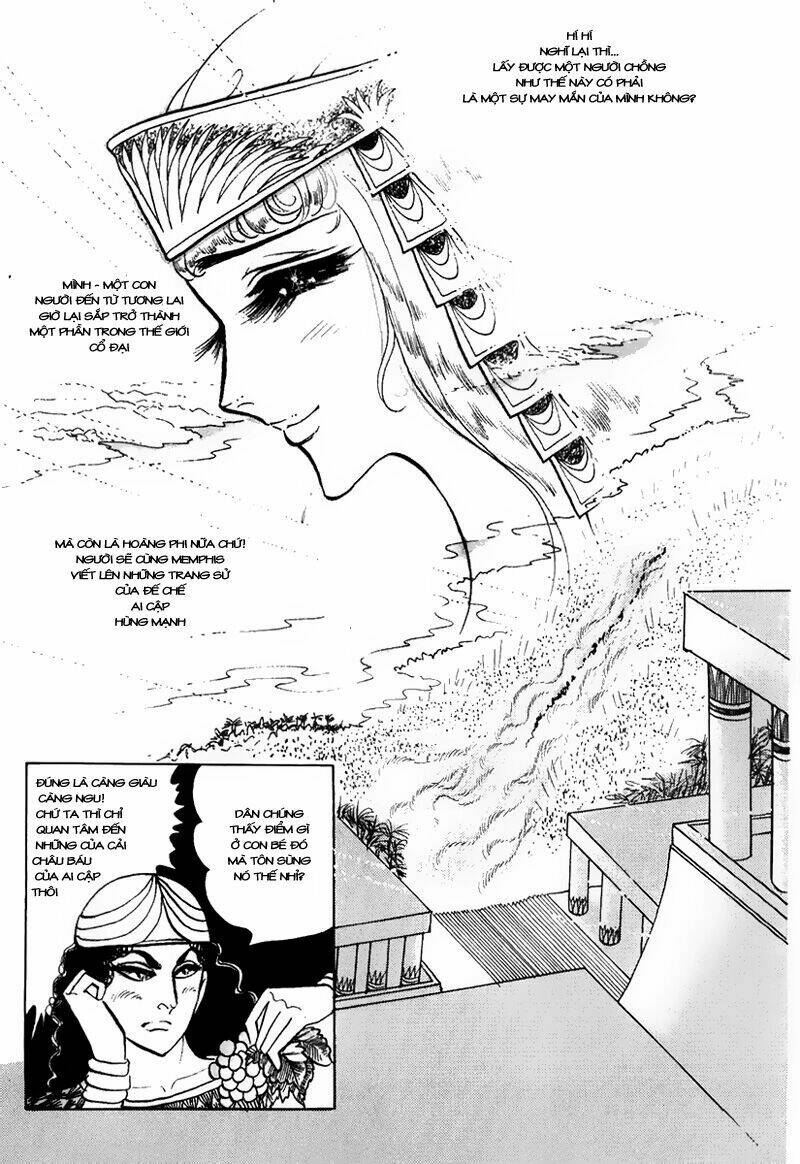 HÍ HÍ
NGHĨ LẠI THÌ...
LẤY ĐƯỢC MỘT NGƯỜI CHỒNG
NHƯ THẾ NÀY CÓ PHẢI
LÀ MỘT SỰ MAY MẮN CỦA MÌNH KHÔNG?
MÌNH - MỘT CON
NGƯỜI ĐẾN TỪ TƯƠNG LAI
GIỜ LẠI SẮP TRỞ THÀNH
MỘT PHẦN TRONG THẾ GIỚI
CỔ ĐẠI
MÀ CÒN LÀ HOÀNG PHI NỮA CHỨ!
NGƯỜI SẼ CÙNG MEMPHIS
VIẾT LÊN NHỮNG TRANG SỬ
CỦA ĐẾ CHẾ
AI CẬP
HÙNG MẠNH
ĐÚNG LÀ CÀNG GIÀU
CÀNG NGU!
CHỨ TA THÌ CHỈ
QUAN TÂM ĐẾN
NHỮNG CỦA CẢI
CHÂU BÁU
CỦA AI CẬP
THÔI
DÂN CHÚNG
THẤY ĐIỂM GÌ
Ở CON BÉ ĐÓ
MÀ TÔN SÙNG
NÓ THẾ NHỈ?